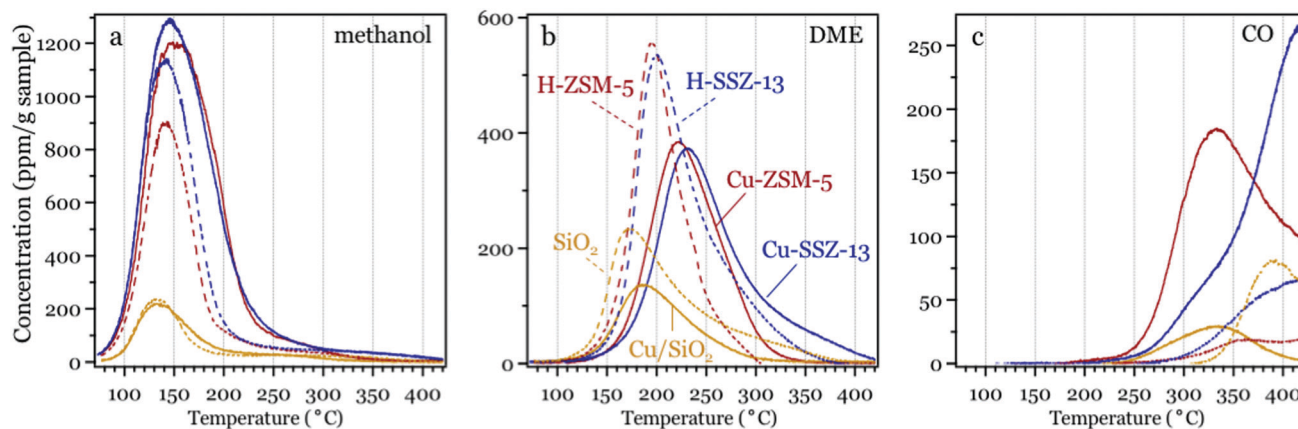 Concentration (ppm/g sample)
a
methanol
1200
1000
800
600
400
200
0
100 150 200 250 300 350 400
Temperature (°C)
b
DME
600
400
200
0
H-ZSM-5
H-SSZ-13
Cu-ZSM-5
SiO₂
Cu-SSZ-13
Cu/SiO₂
100 150 200 250 300 350 400
Temperature (°C)
c
CO
250
200
150
100
50
0
100 150 200 250 300 350 400
Temperature (°C)